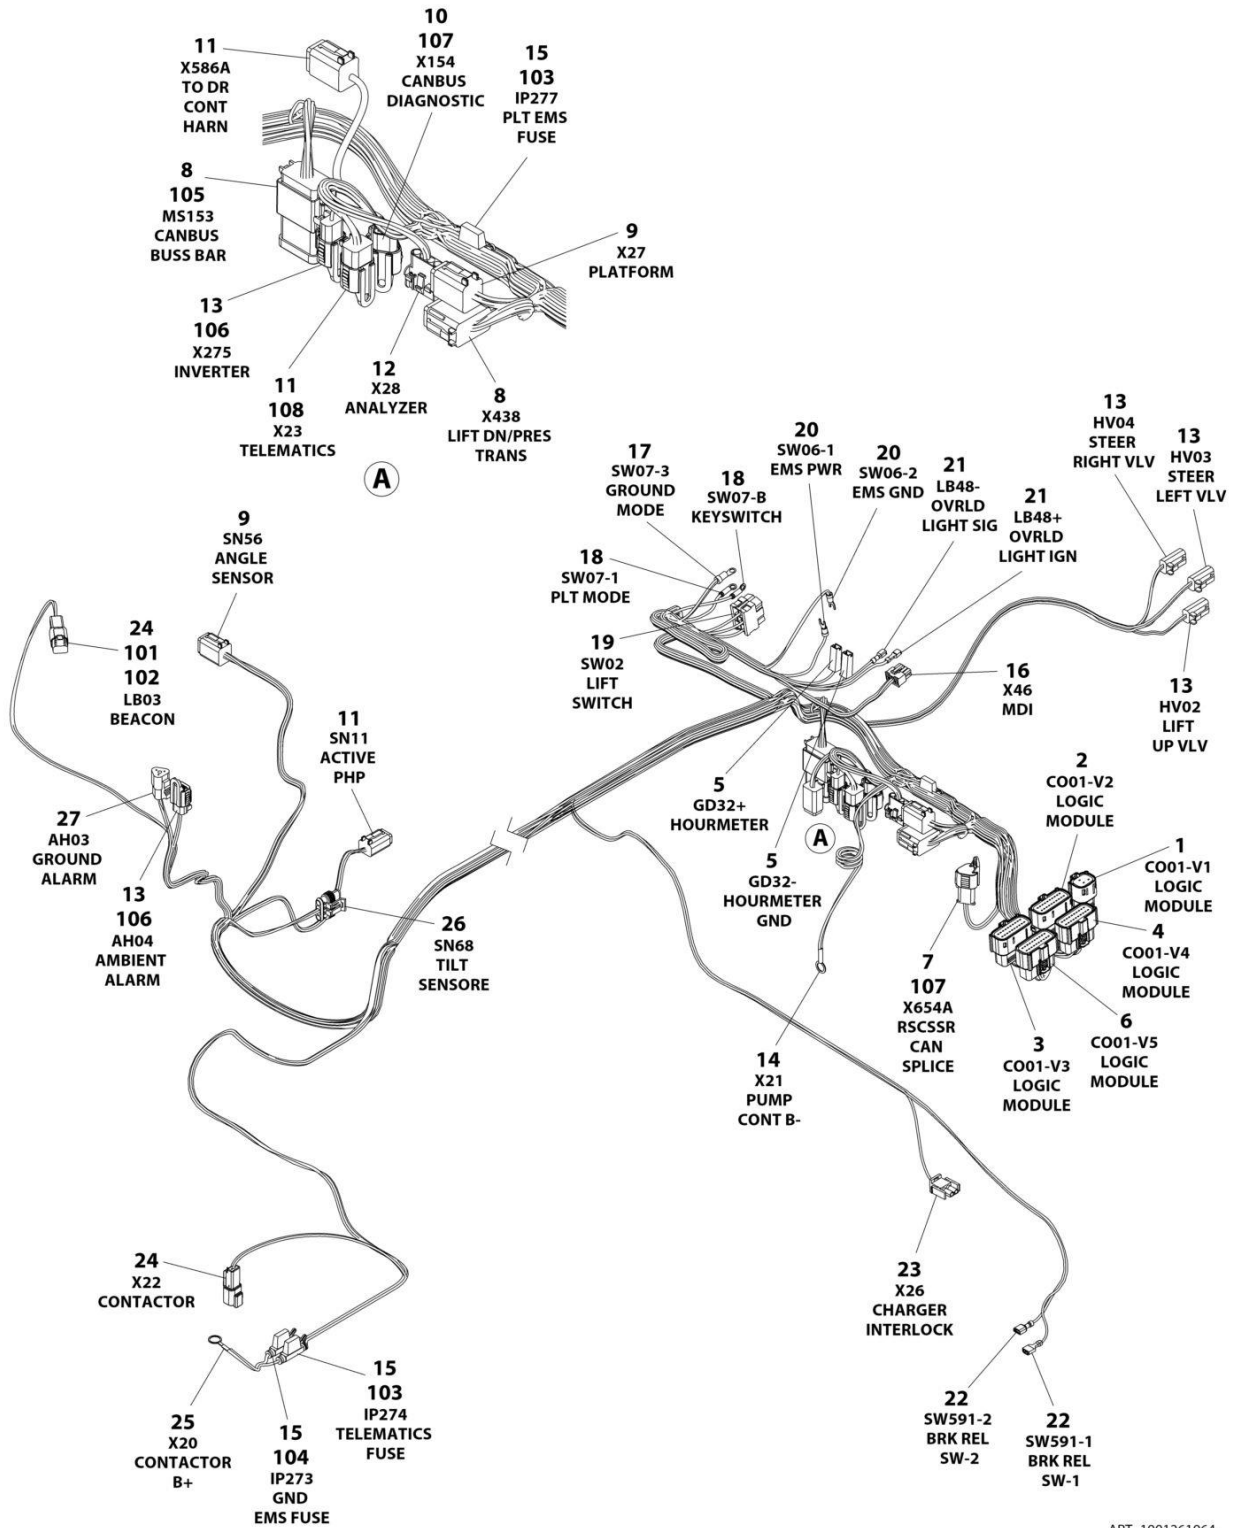 11
X586A
TO DR
CONT
HARN
10
107
X154
CANBUS
DIAGNOSTIC
15
103
IP277
PLT EMS
FUSE
8
105
MS153
CANBUS
BUSS BAR
9
X27
PLATFORM
13
106
X275
INVERTER
11
108
X23
TELEMATICS
12
X28
ANALYZER
8
X438
LIFT DN/PRES
TRANS
A
17
SW07-3
GROUND
MODE
18
SW07-B
KEYSWITCH
20
SW06-1
EMS PWR
20
SW06-2
EMS GND
21
LB48-
OVRLD
LIGHT SIG
21
LB48+
OVRLD
LIGHT IGN
13
HV04
STEER
RIGHT VLV
13
HV03
STEER
LEFT VLV
18
SW07-1
PLT MODE
19
SW02
LIFT
SWITCH
16
X46
MDI
13
HV02
LIFT
UP VLV
9
SN56
ANGLE
SENSOR
24
101
102
LB03
BEACON
11
SN11
ACTIVE
PHP
27
AH03
GROUND
ALARM
13
106
AH04
AMBIENT
ALARM
26
SN68
TILT
SENSORE
5
GD32+
HOURMETER
A
5
GD32-
HOURMETER
GND
2
CO01-V2
LOGIC
MODULE
1
CO01-V1
LOGIC
MODULE
4
CO01-V4
LOGIC
MODULE
7
107
X654A
RSCSSR
CAN
SPLICE
3
CO01-V3
LOGIC
MODULE
6
CO01-V5
LOGIC
MODULE
14
X21
PUMP
CONT B-
24
X22
CONTACTOR
23
X26
CHARGER
INTERLOCK
25
X20
CONTACTOR
B+
15
104
IP273
GND
EMS FUSE
15
103
IP274
TELEMATICS
FUSE
22
SW591-2
BRK REL
SW-2
22
SW591-1
BRK REL
SW-1